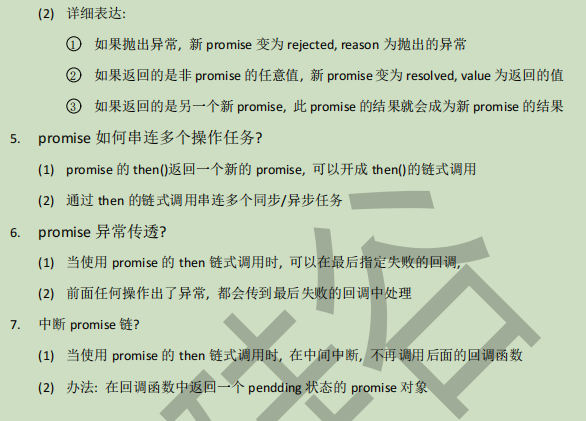 (2) 详细表达:
① 如果抛出异常, 新 promise 变为 rejected, reason 为抛出的异常
② 如果返回的是非 promise 的任意值, 新 promise 变为 resolved, value 为返回的值
③ 如果返回的是另一个新 promise, 此 promise 的结果就会成为新 promise 的结果
5. promise 如何串连多个操作任务?
(1) promise 的 then()返回一个新的 promise, 可以开成 then()的链式调用
(2) 通过 then 的链式调用串连多个同步/异步任务
6. promise 异常传透?
(1) 当使用 promise 的 then 链式调用时, 可以在最后指定失败的回调,
(2) 前面任何操作出了异常, 都会传到最后失败的回调中处理
7. 中断 promise 链?
(1) 当使用 promise 的 then 链式调用时, 在中间中断, 不再调用后面的回调函数
(2) 办法: 在回调函数中返回一个 pendding 状态的 promise 对象
硅谷